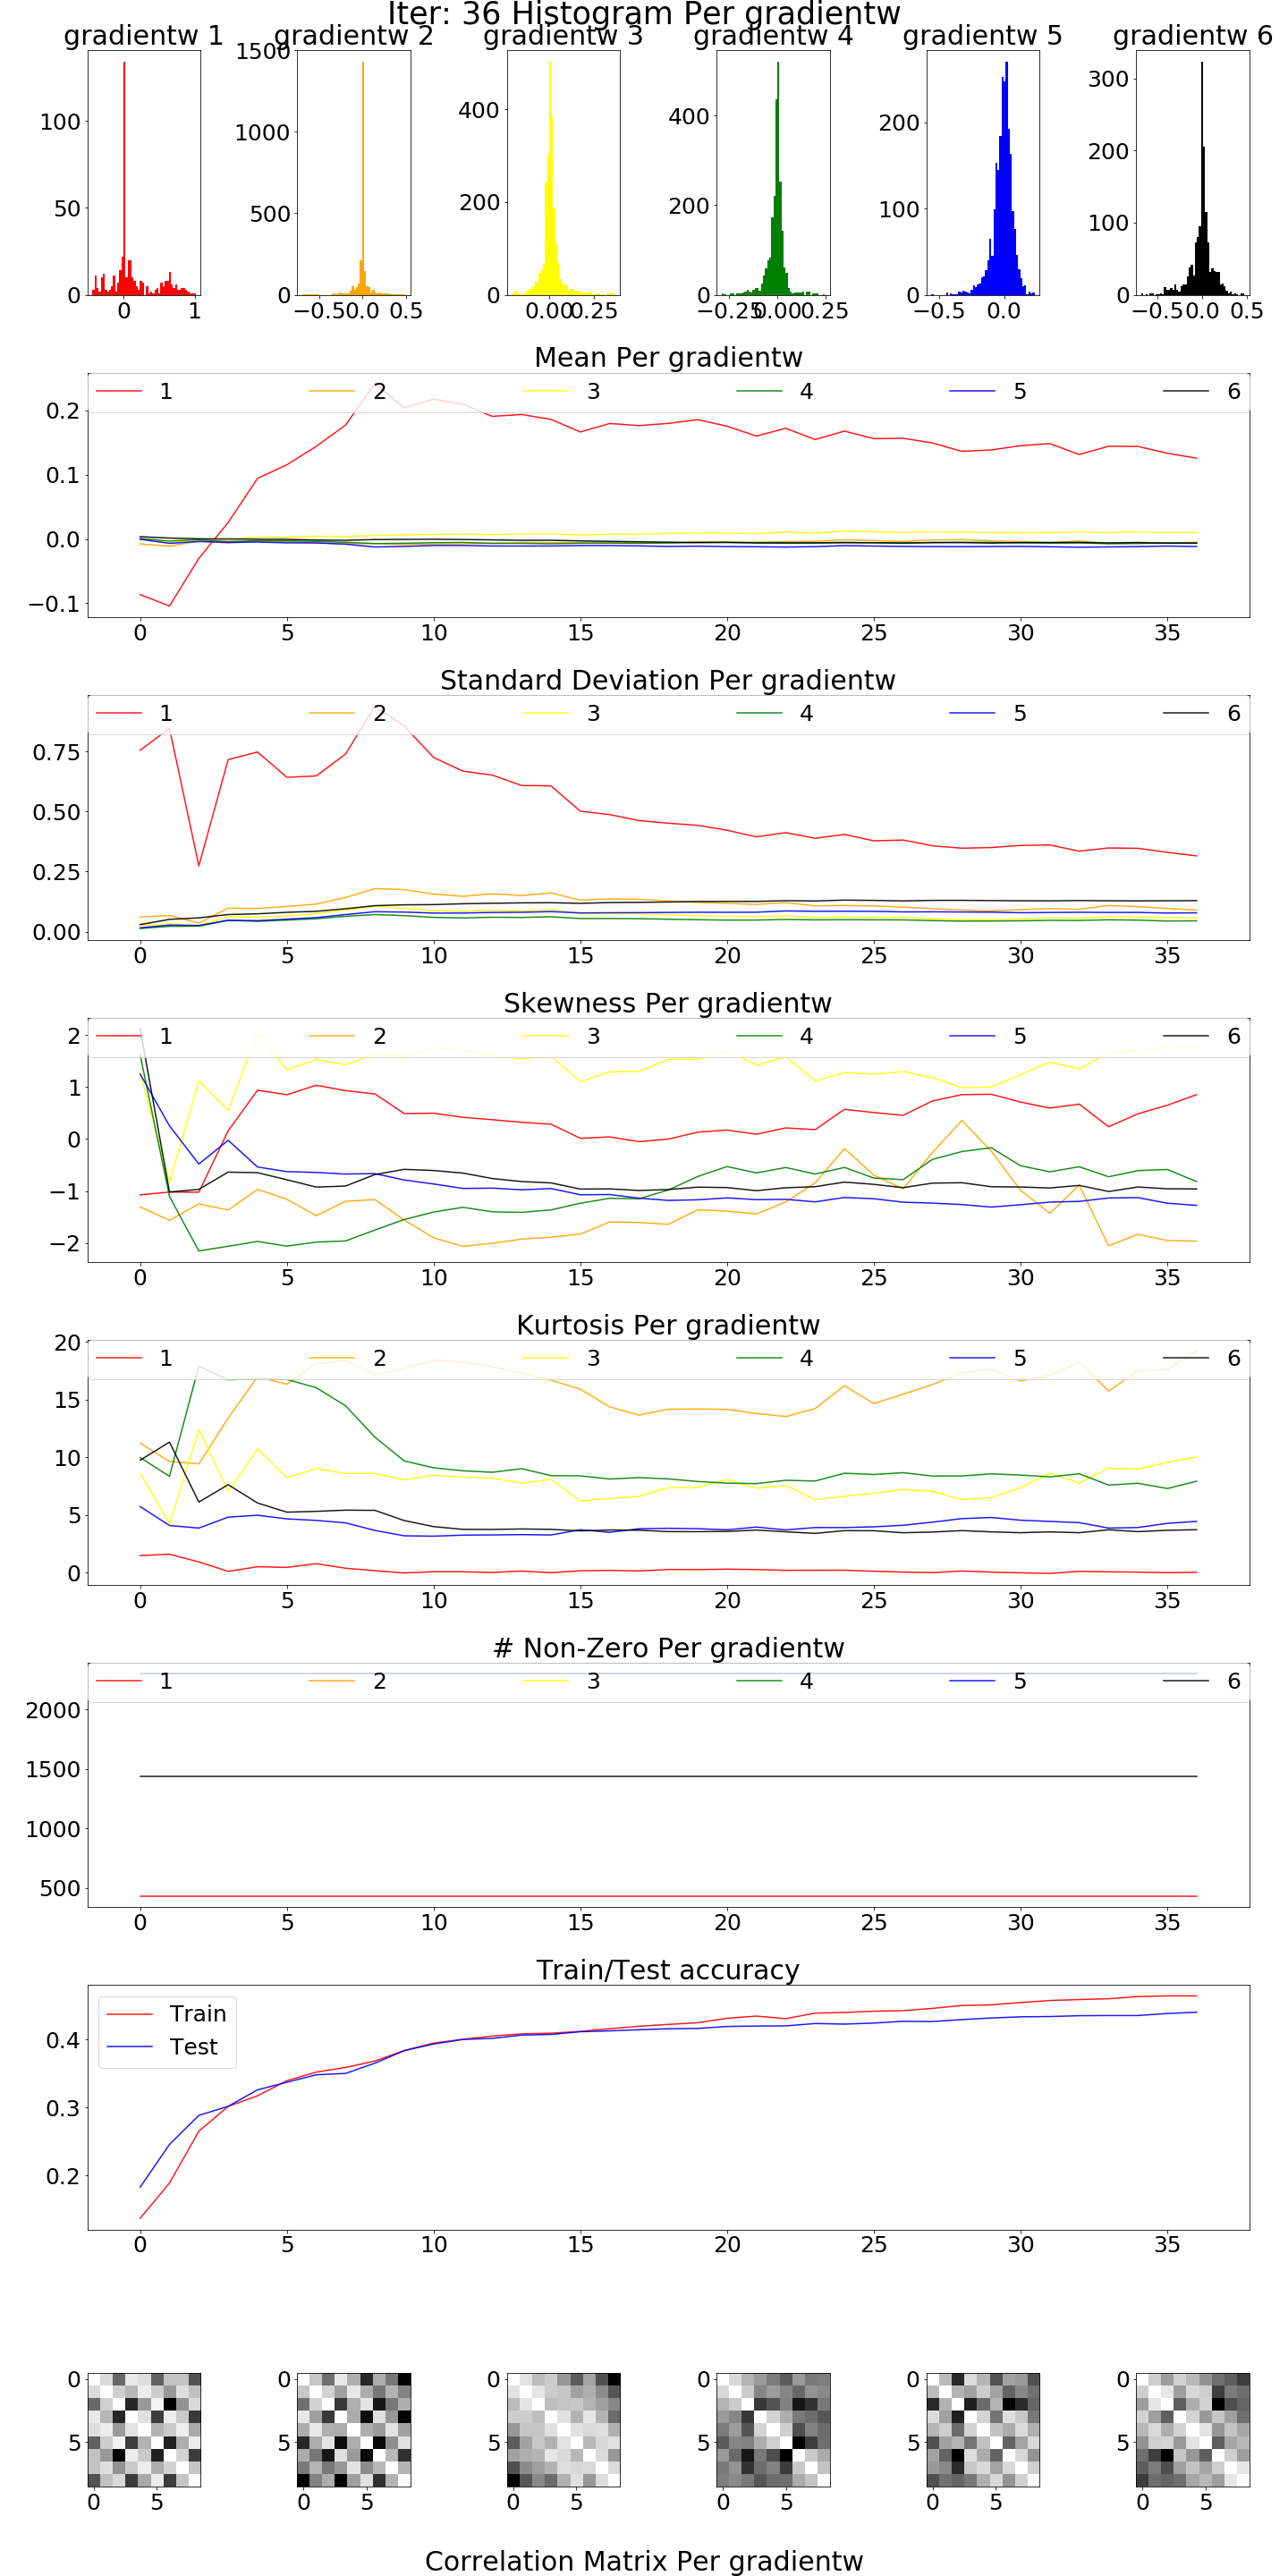 Iter: 36 Histogram Per gradientw
gradientw 1 gradientw 2 gradientw 3 gradientw 4 gradientw 5 gradientw 6
100
50
0
0 1
1500
1000
500
0
−0.5 0.0 0.5
400
200
0
0.00 0.25
400
200
0
−0.25 0.00 0.25
200
100
0
−0.5 0.0
300
200
100
0
−0.5 0.0 0.5
Mean Per gradientw
1 2 3 4 5 6
0.2
0.1
0.0
−0.1
0 5 10 15 20 25 30 35
Standard Deviation Per gradientw
1 2 3 4 5 6
0.75
0.50
0.25
0.00
0 5 10 15 20 25 30 35
Skewness Per gradientw
1 2 3 4 5 6
2
1
0
−1
−2
0 5 10 15 20 25 30 35
Kurtosis Per gradientw
1 2 3 4 5 6
20
15
10
5
0
0 5 10 15 20 25 30 35
# Non-Zero Per gradientw
1 2 3 4 5 6
2000
1500
1000
500
0 5 10 15 20 25 30 35
Train/Test accuracy
Train
Test
0.4
0.3
0.2
0 5 10 15 20 25 30 35
0
5
0 5
0
5
0 5
0
5
0 5
0
5
0 5
0
5
0 5
0
5
0 5
Correlation Matrix Per gradientw